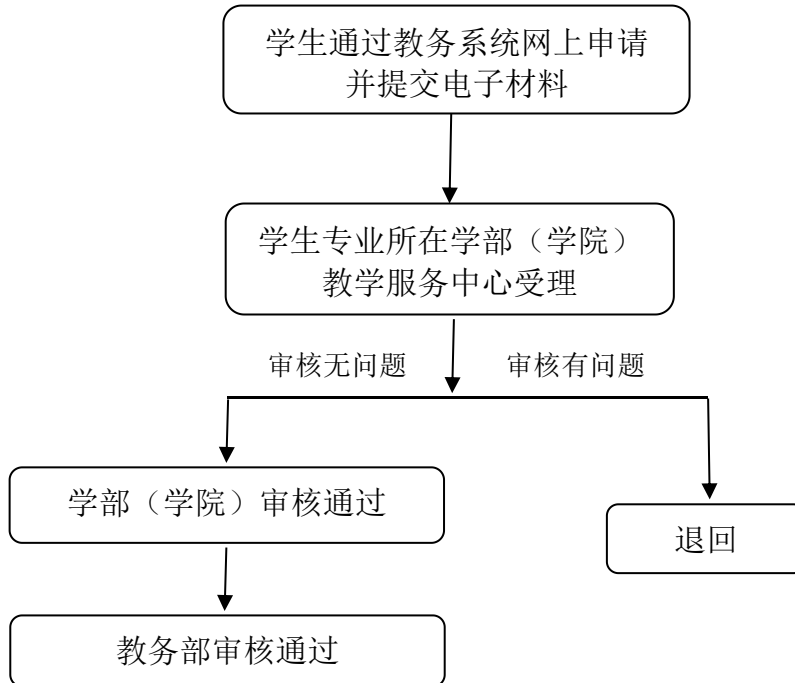 学生通过教务系统网上申请
并提交电子材料
学生专业所在学部（学院）
教学服务中心受理
审核无问题
审核有问题
学部（学院）审核通过
退回
教务部审核通过